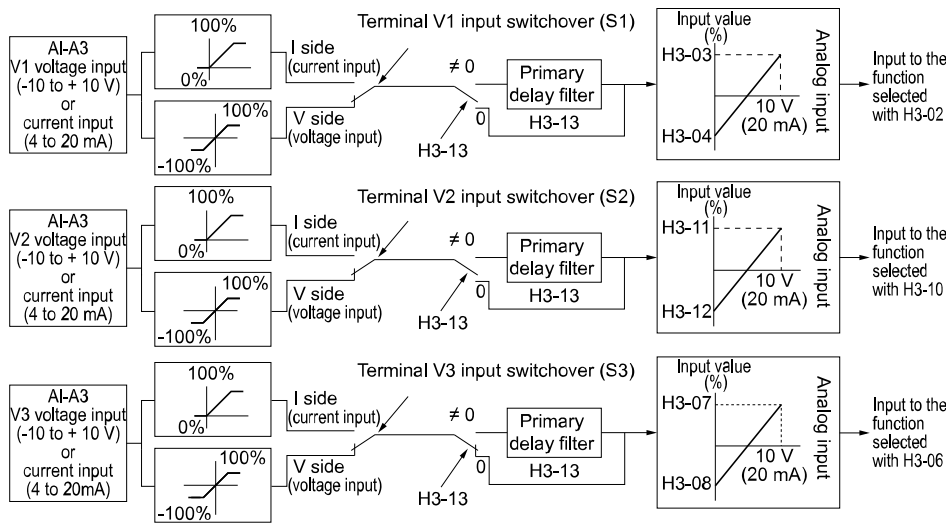 AI-A3
V1 voltage input
(-10 to + 10 V)
or
current input
(4 to 20 mA)
100%
0%
100%
-100%
I side
(current input)
V side
(voltage input)
Terminal V1 input switchover (S1)
≠ 0
0
H3-13
Primary
delay filter
H3-13
Input value
(%)
H3-03
H3-04
10 V
(20 mA)
Analog input
Input to the
function
selected
with H3-02
AI-A3
V2 voltage input
(-10 to + 10 V)
or
current input
(4 to 20 mA)
100%
0%
100%
-100%
I side
(current input)
V side
(voltage input)
Terminal V2 input switchover (S2)
≠ 0
0
H3-13
Primary
delay filter
H3-13
Input value
(%)
H3-11
H3-12
10 V
(20 mA)
Analog input
Input to the
function
selected
with H3-10
AI-A3
V3 voltage input
(-10 to + 10 V)
or
current input
(4 to 20mA)
100%
0%
100%
-100%
I side
(current input)
V side
(voltage input)
Terminal V3 input switchover (S3)
≠ 0
0
H3-13
Primary
delay filter
H3-13
Input value
(%)
H3-07
H3-08
10 V
(20 mA)
Analog input
Input to the
function
selected
with H3-06